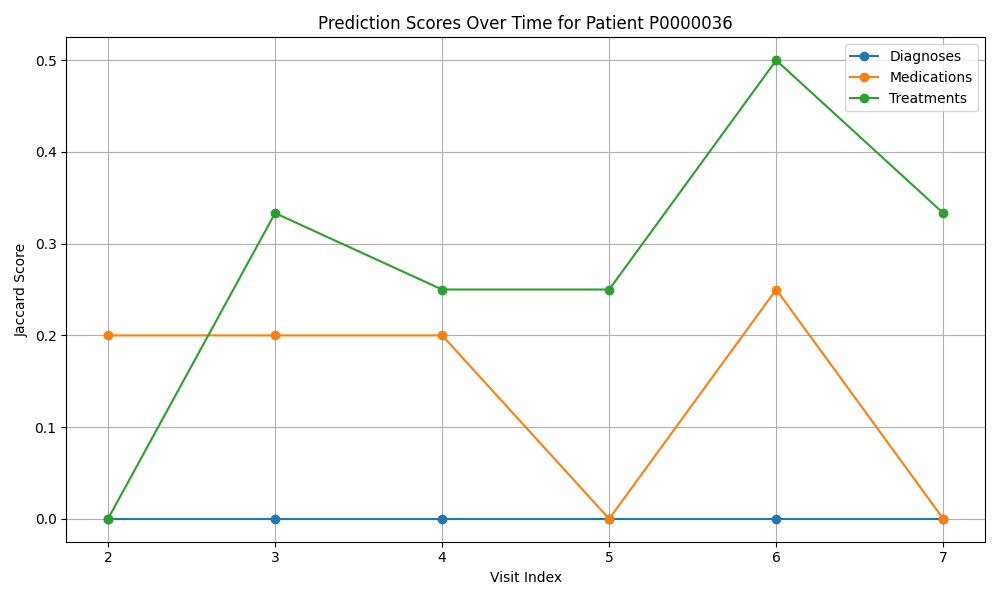 Prediction Scores Over Time for Patient P0000036
Diagnoses
Medications
Treatments
Jaccard Score
0.5
0.4
0.3
0.2
0.1
0.0
2 3 4 5 6 7
Visit Index